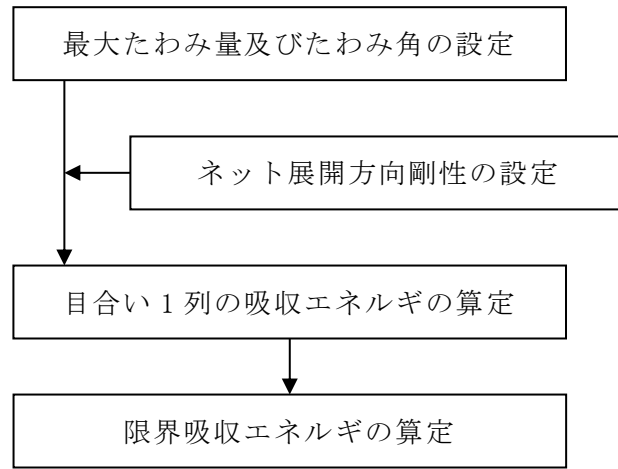 最大たわみ量及びたわみ角の設定
ネット展開方向剛性の設定
目合い1列の吸収エネルギの算定
限界吸収エネルギの算定